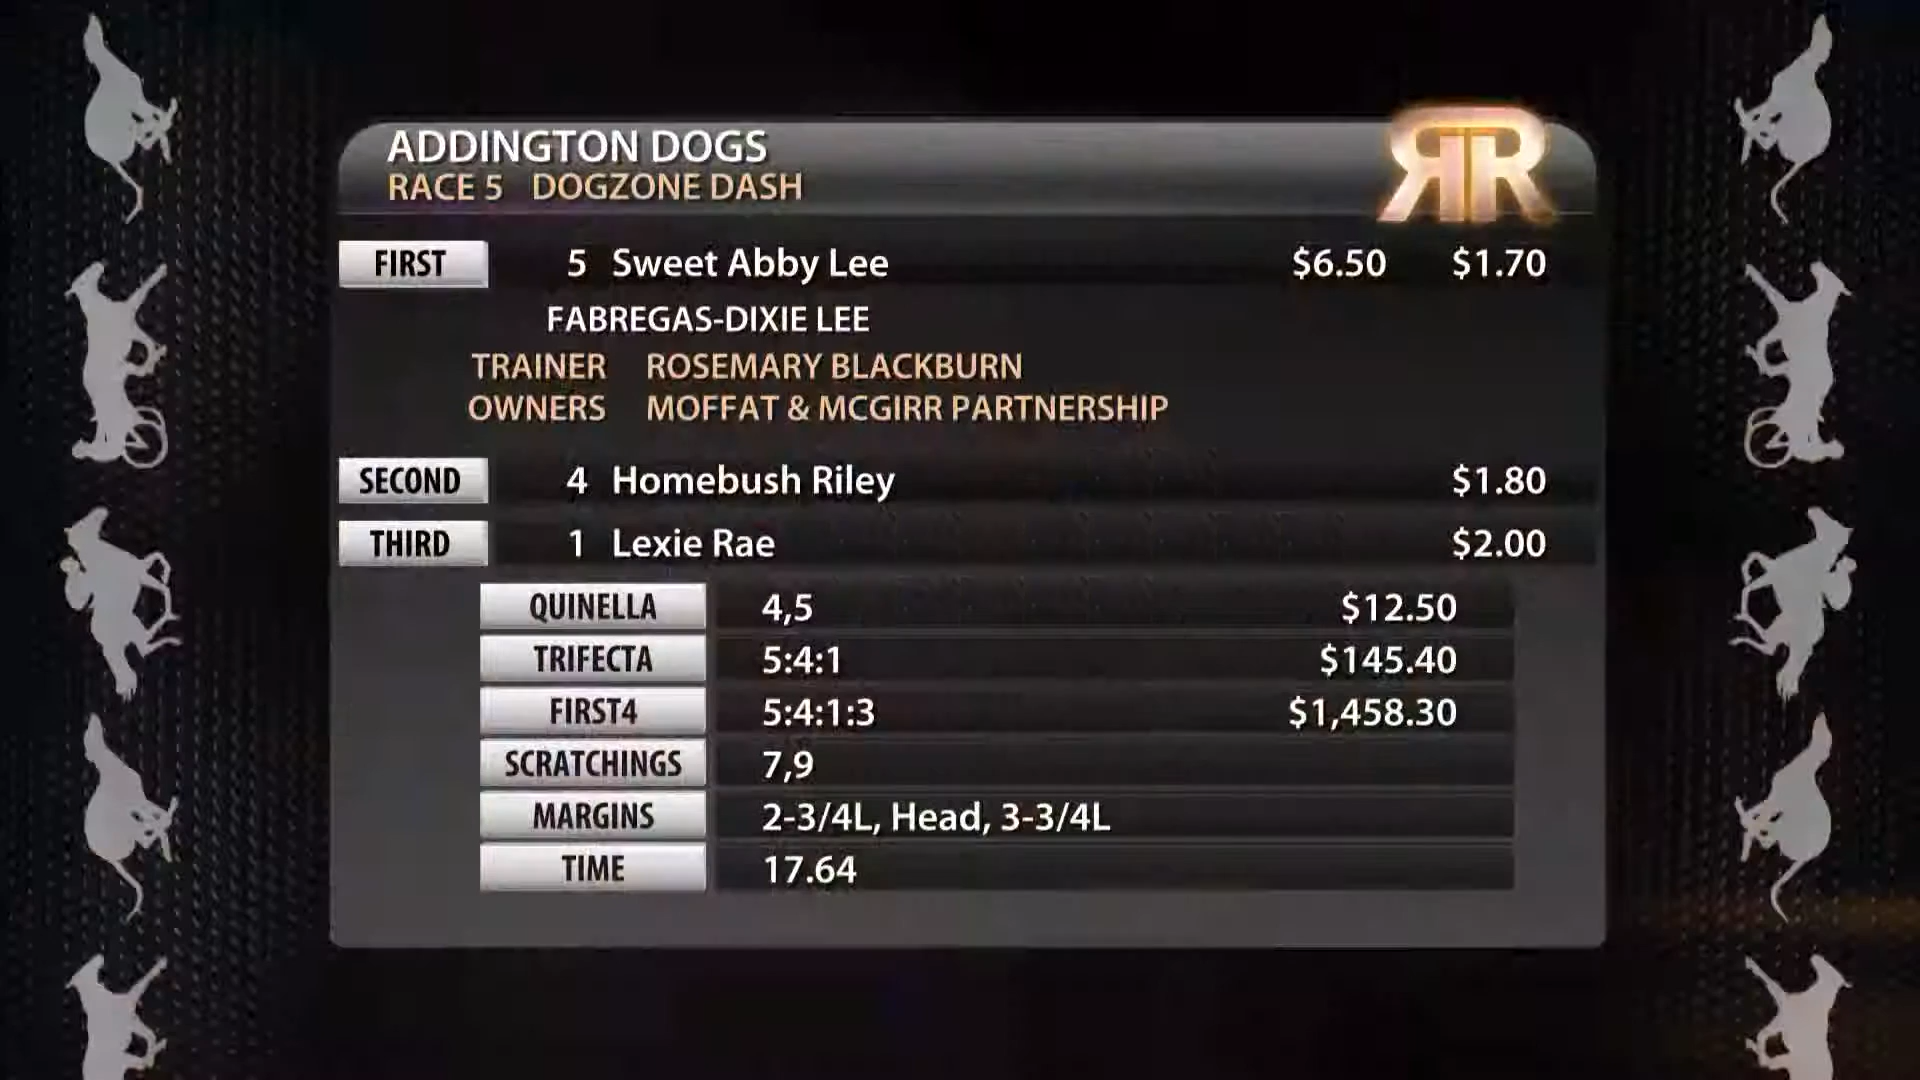 ADDINGTON DOGS
RACE 5 DOGZONE DASH
RR
FIRST 5 Sweet Abby Lee $6.50 $1.70
FABREGAS-DIXIE LEE
TRAINER ROSEMARY BLACKBURN
OWNERS MOFFAT & MCGIRR PARTNERSHIP
SECOND 4 Homebush Riley $1.80
THIRD 1 Lexie Rae $2.00
QUINELLA 4,5 $12.50
TRIFECTA 5:4:1 $145.40
FIRST4 5:4:1:3 $1,458.30
SCRATCHINGS 7,9
MARGINS 2-3/4L, Head, 3-3/4L
TIME 17.64